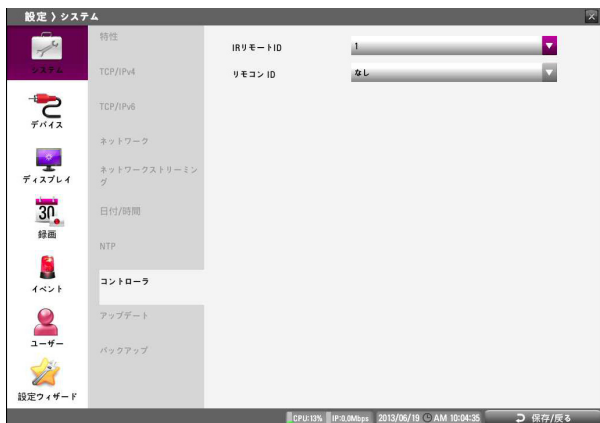 設定 〉システム
システム
デバイス
ディスプレイ
30
録画
イベント
ユーザー
設定ウィザード
特性
TCP/IPv4
TCP/IPv6
ネットワーク
ネットワークストリーミン
グ
日付/時間
NTP
コントローラ
アップデート
バックアップ
IRリモートID
1
リモコン ID
なし
CPU:13% IP:0.0Mbps 2013/06/19 AM 10:04:35 保存/戻る